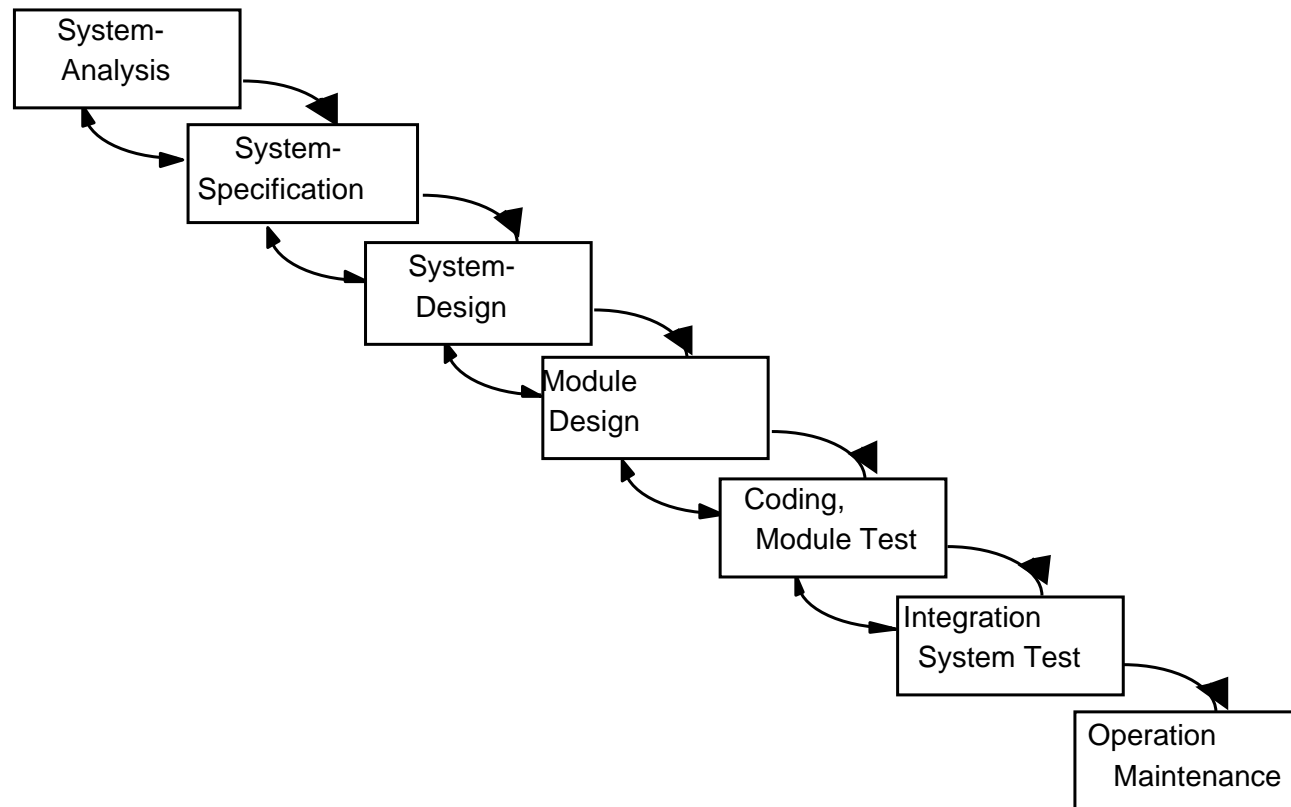 System-
Analysis
System-
Specification
System-
Design
Module
Design
Coding,
Module Test
Integration
System Test
Operation
Maintenance